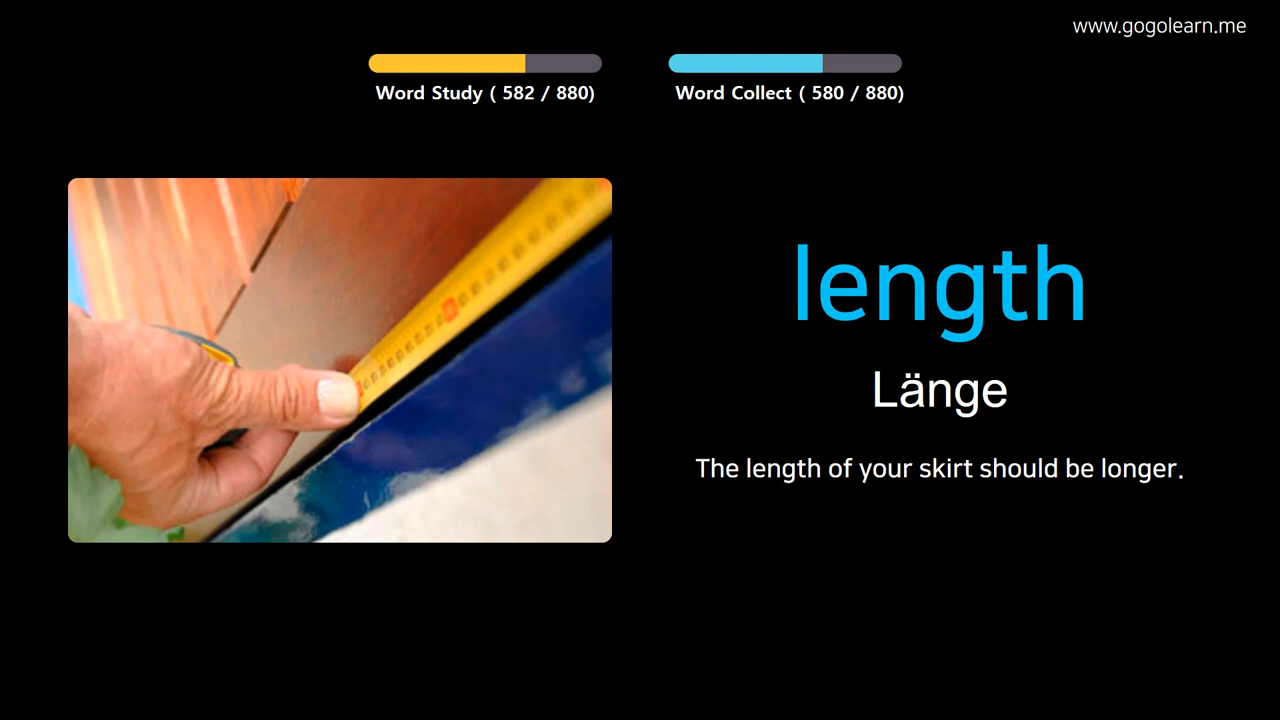 www.gogolearn.me
Word Study ( 582 / 880)
Word Collect ( 580 / 880)
length
Länge
The length of your skirt should be longer.